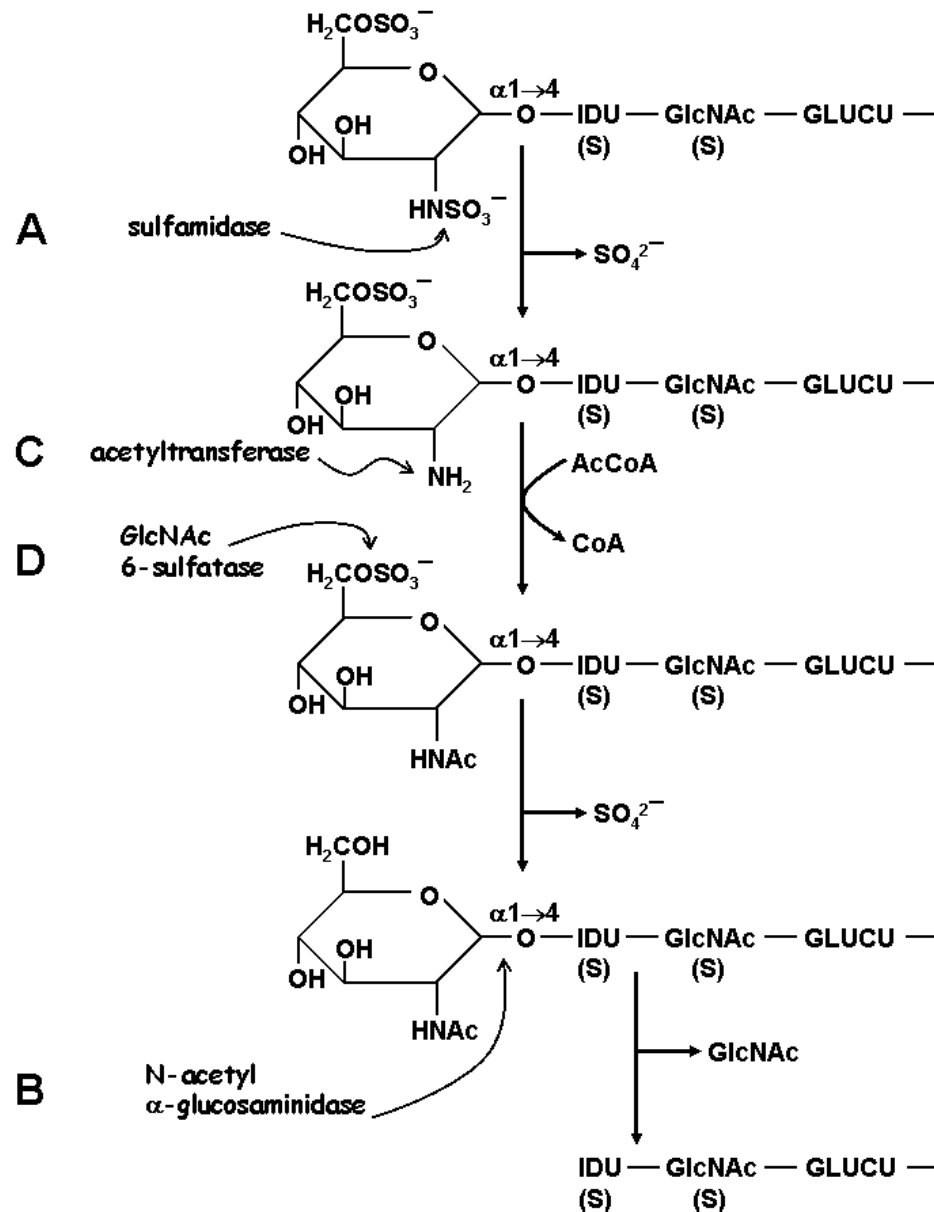 H₂COSO₃⁻
O
α1→4
OH
OH
O
IDU
GlcNAc
GLUCU
(S)
(S)
HNSO₃⁻
A
sulfamidase
SO₄²⁻
H₂COSO₃⁻
O
α1→4
OH
OH
O
IDU
GlcNAc
GLUCU
(S)
(S)
C
acetyltransferase
NH₂
AcCoA
CoA
D
GlcNAc
6-sulfatase
H₂COSO₃⁻
O
α1→4
OH
OH
O
IDU
GlcNAc
GLUCU
(S)
(S)
HNAc
SO₄²⁻
H₂COH
O
α1→4
OH
OH
O
IDU
GlcNAc
GLUCU
(S)
(S)
HNAc
GlcNAc
B
N-acetyl
α-glucosaminidase
IDU
GlcNAc
GLUCU
(S)
(S)